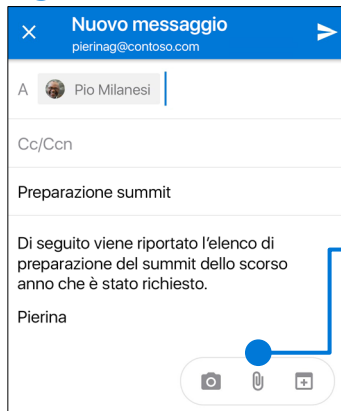 Nuovo messaggio
pierinag@contoso.com
A Pio Milanesi
Cc/Ccn
Preparazione summit
Di seguito viene riportato l'elenco di
preparazione del summit dello scorso
anno che è stato richiesto.
Pierina